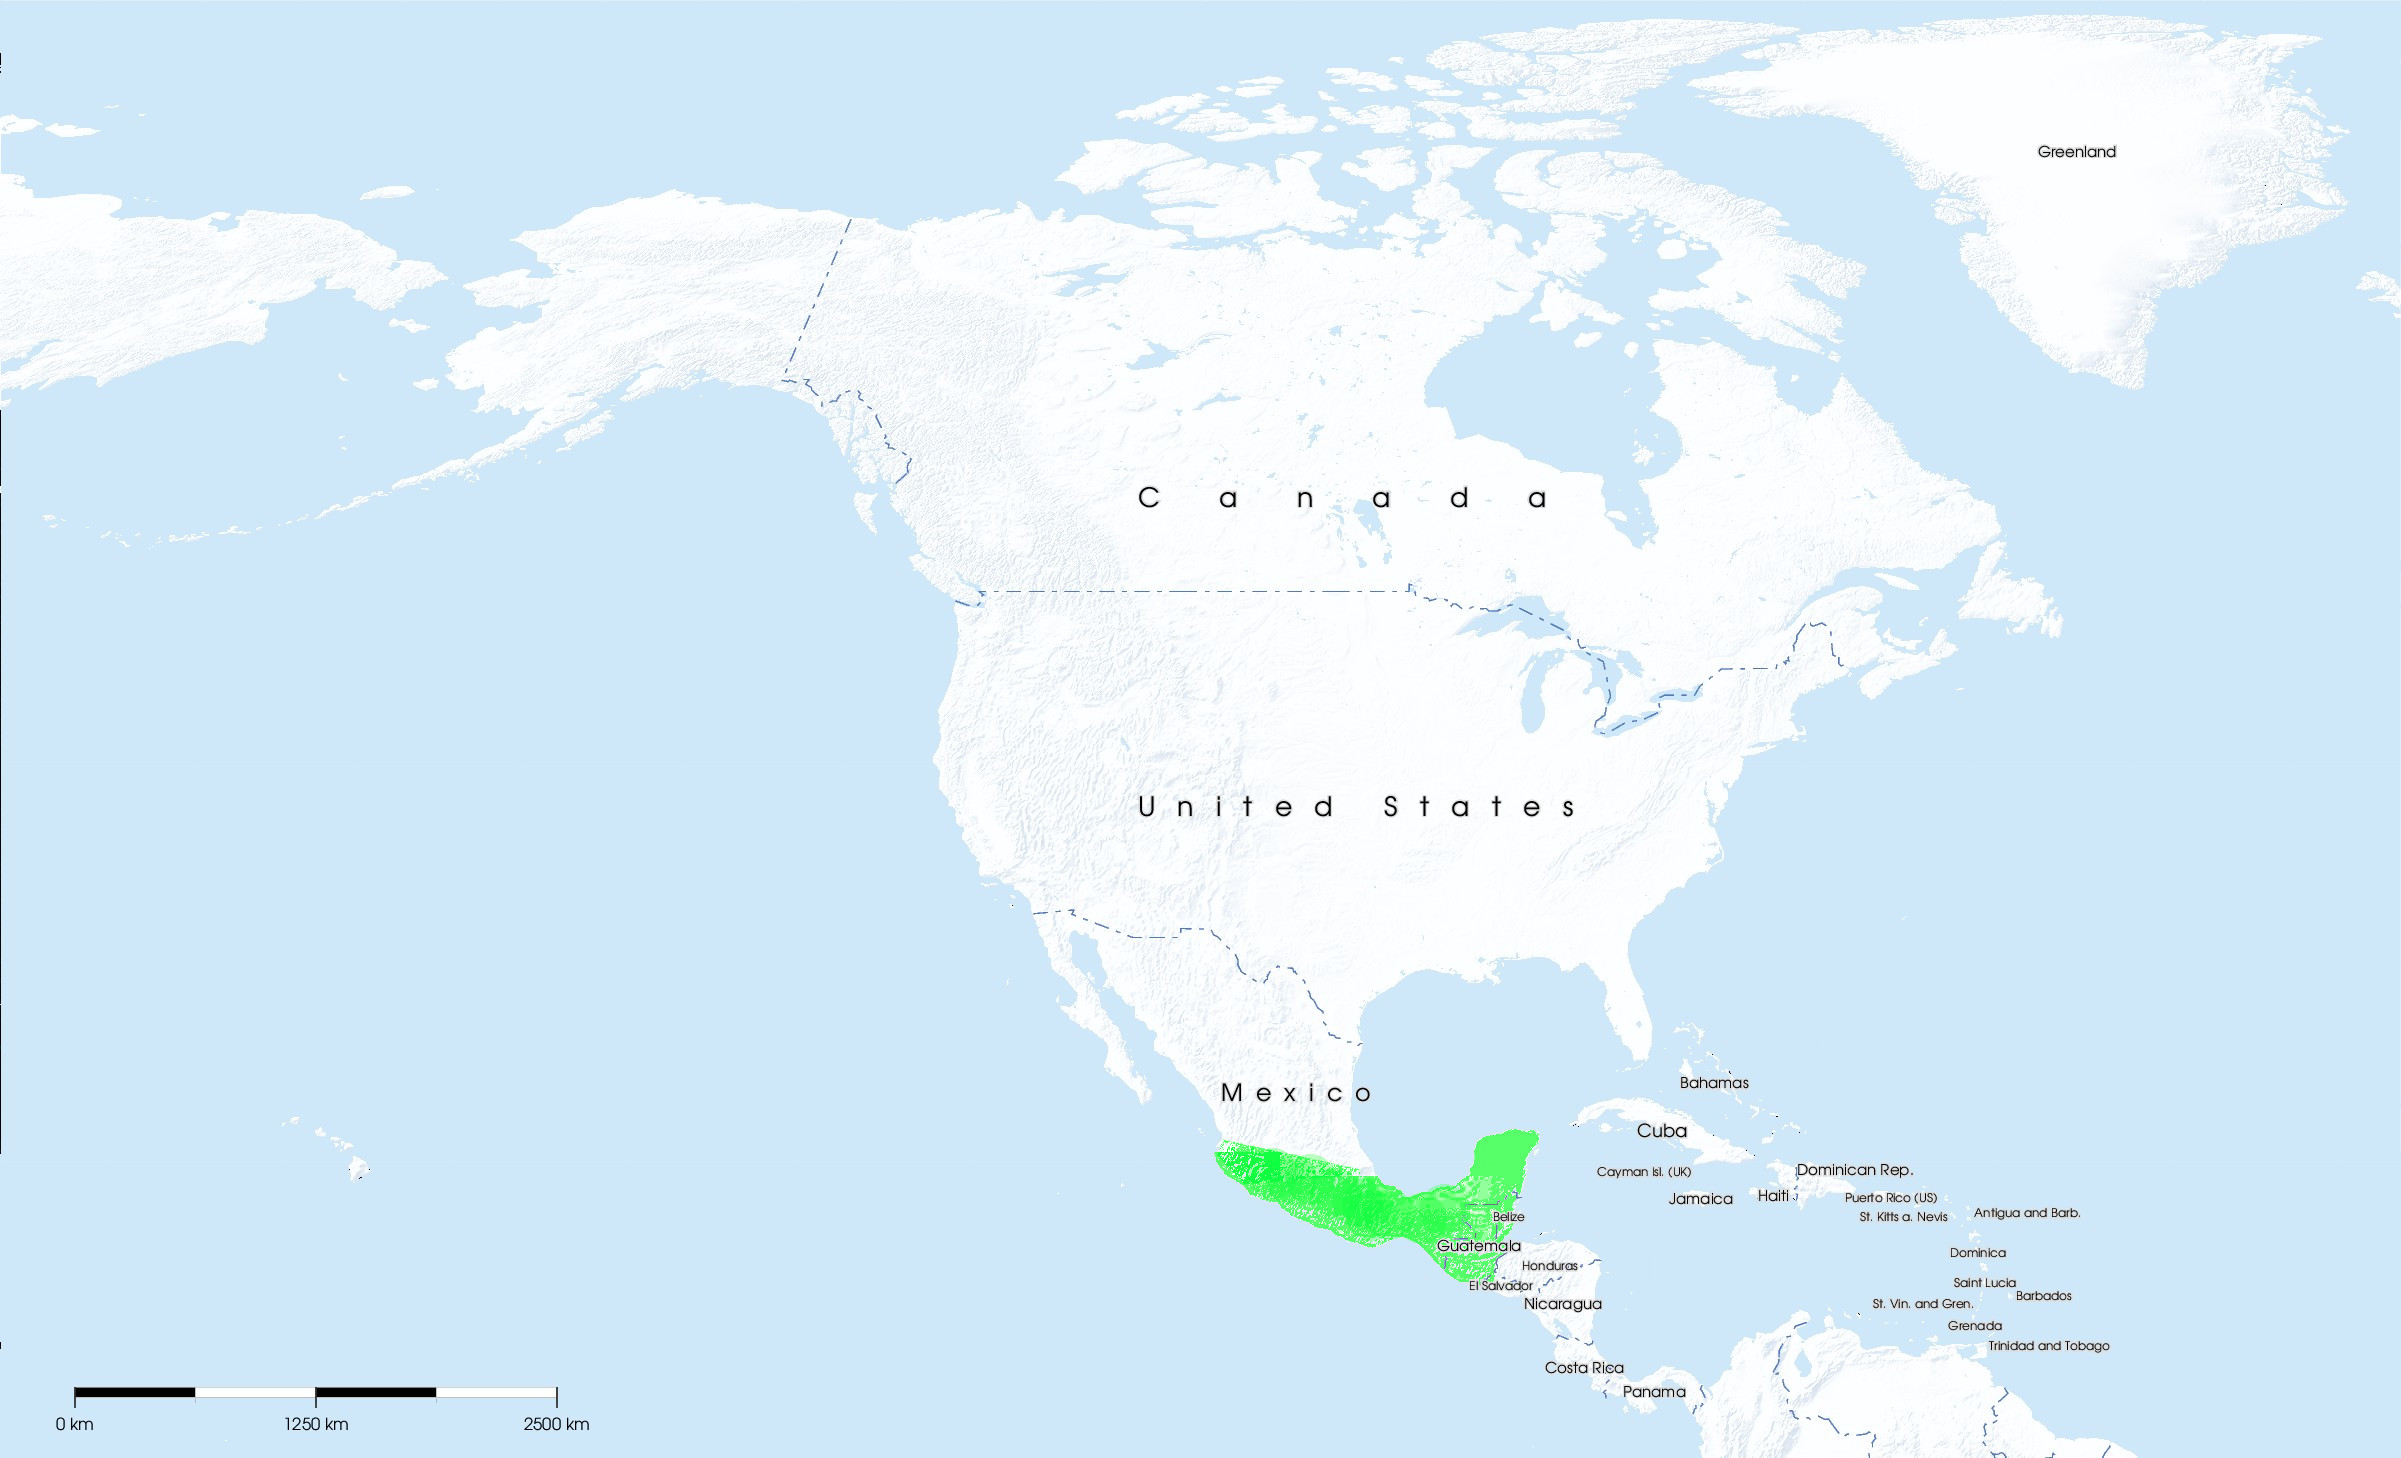 Greenland
C a n a d a
United States
Mexico
Bahamas
Cuba
Cayman Isl. (UK)
Dominican Rep.
Jamaica
Haiti
Puerto Rico (US)
St. Kitts a. Nevis
Antigua and Barb.
Belize
Guatemala
Honduras
Dominica
El Salvador
Saint Lucia
Nicaragua
St. Vin. and Gren.
Barbados
Grenada
Trinidad and Tobago
Costa Rica
Panama
0 km
1250 km
2500 km